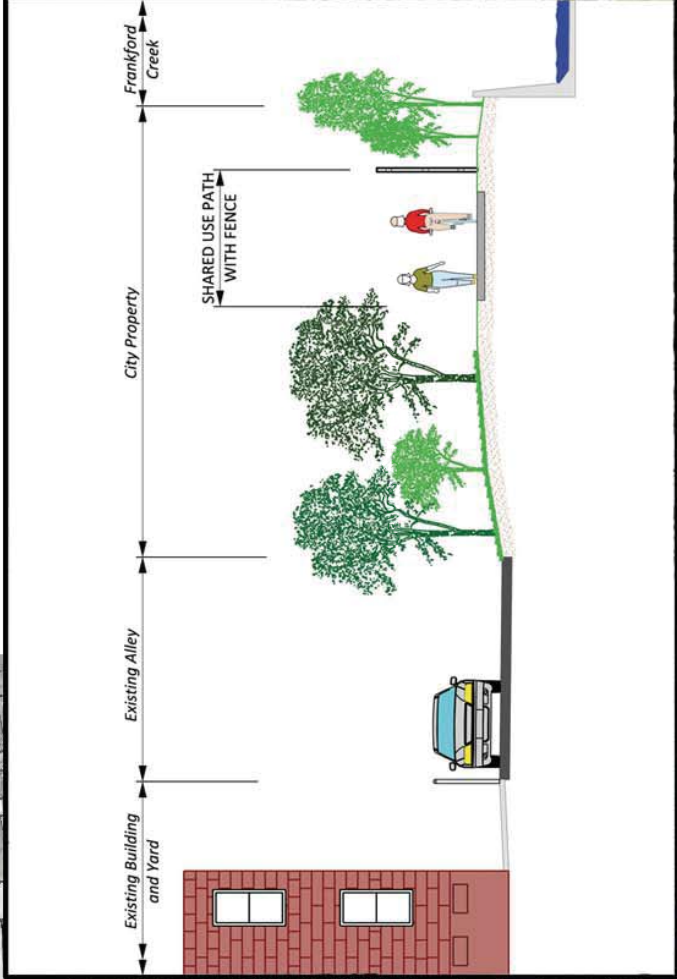 Existing Building
and Yard
Existing Alley
City Property
Frankford
Creek
SHARED USE PATH
WITH FENCE